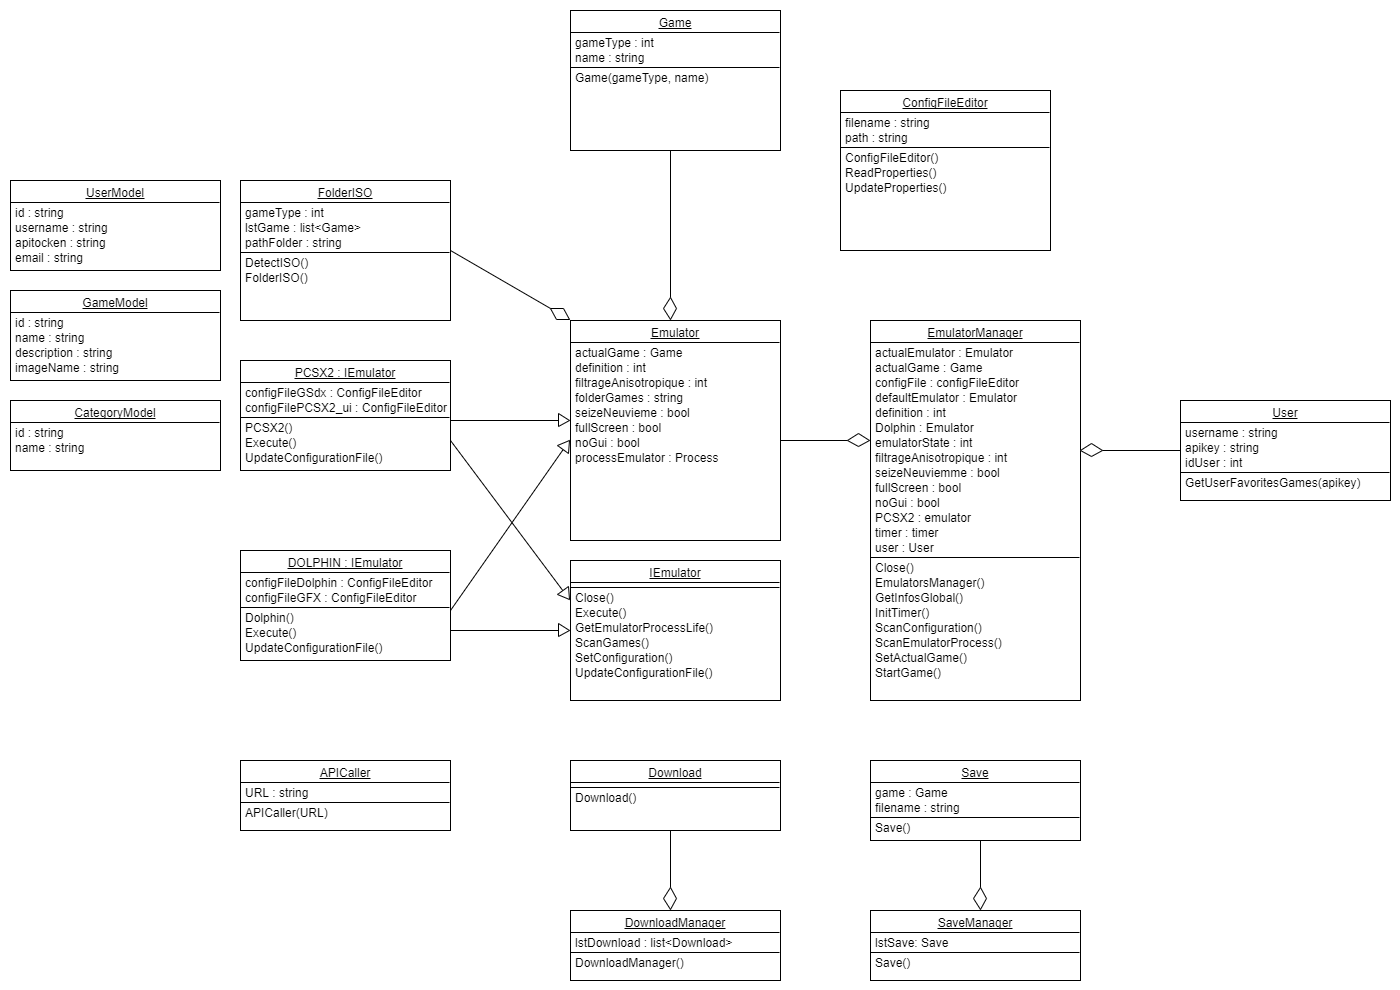 Game
gameType : int
name : string
Game(gameType, name)
ConfigFileEditor
filename : string
path : string
ConfigFileEditor()
ReadProperties()
UpdateProperties()
UserModel
id : string
username : string
apitocken : string
email : string
FolderISO
gameType : int
lstGame : list<Game>
pathFolder : string
DetectISO()
FolderISO()
GameModel
id : string
name : string
description : string
imageName : string
CategoryModel
id : string
name : string
PCSX2 : IEmulator
configFileGSdx : ConfigFileEditor
configFilePCSX2_ui : ConfigFileEditor
PCSX2()
Execute()
UpdateConfigurationFile()
Emulator
actualGame : Game
definition : int
filtrageAnisotropique : int
folderGames : string
seizeNeuvieme : bool
fullScreen : bool
noGui : bool
processEmulator : Process
EmulatorManager
actualEmulator : Emulator
actualGame : Game
configFile : configFileEditor
defaultEmulator : Emulator
definition : int
Dolphin : Emulator
emulatorState : int
filtrageAnisotropique : int
seizeNeuviemme : bool
fullScreen : bool
noGui : bool
PCSX2 : emulator
timer : timer
user : User
Close()
EmulatorsManager()
GetInfosGlobal()
InitTimer()
ScanConfiguration()
ScanEmulatorProcess()
SetActualGame()
StartGame()
User
username : string
apikey : string
idUser : int
GetUserFavoritesGames(apikey)
DOLPHIN : IEmulator
configFileDolphin : ConfigFileEditor
configFileGFX : ConfigFileEditor
Dolphin()
Execute()
UpdateConfigurationFile()
IEmulator
Close()
Execute()
GetEmulatorProcessLife()
ScanGames()
SetConfiguration()
UpdateConfigurationFile()
APICaller
URL : string
APICaller(URL)
Download
Download()
Save
game : Game
filename : string
Save()
DownloadManager
lstDownload : list<Download>
DownloadManager()
SaveManager
lstSave: Save
Save()